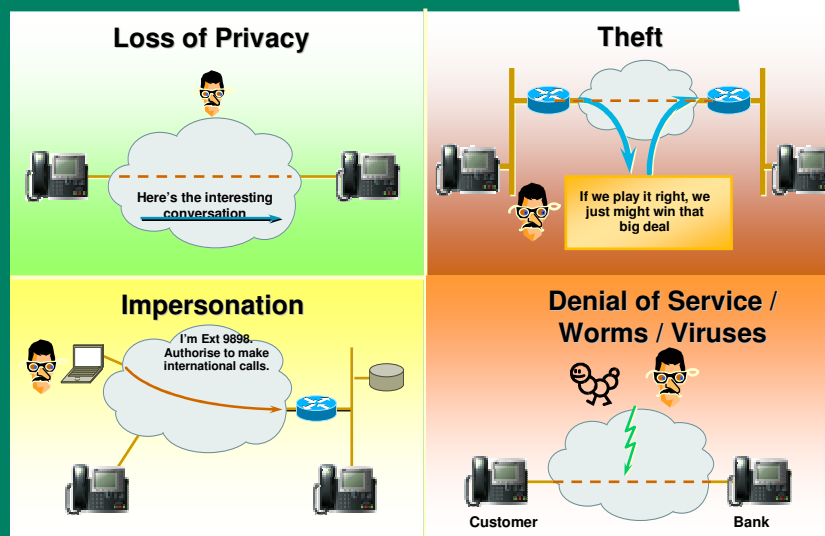 Loss of Privacy
Here's the interesting
conversation
Theft
If we play it right, we
just might win that
big deal
Impersonation
I'm Ext 9898.
Authorise to make
international calls.
Denial of Service /
Worms / Viruses
Customer
Bank